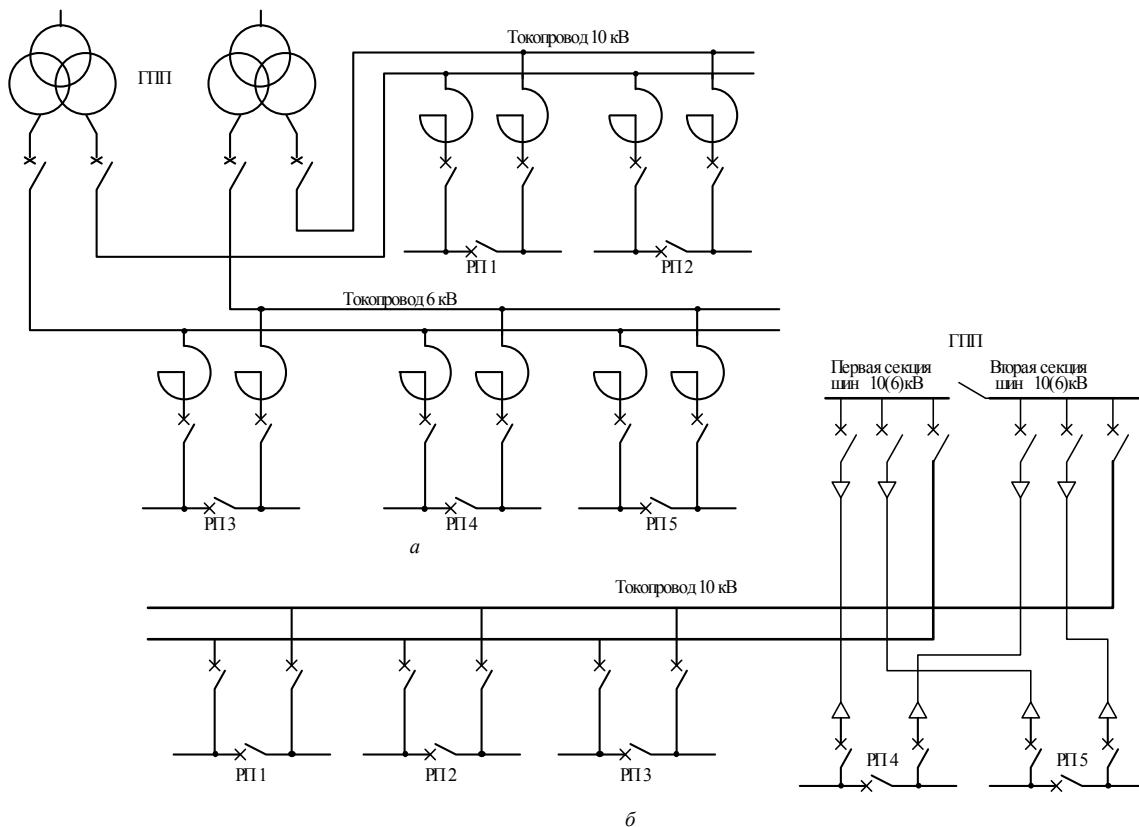 Токопровод 10 кВ
ГПП
РП 1
РП 2
Токопровод 6 кВ
РП 3
РП 4
РП 5
а
ГПП
Первая секция
шин 10(6)кВ
Вторая секция
шин 10(6)кВ
Токопровод 10 кВ
РП 1
РП 2
РП 3
РП 4
РП 5
б